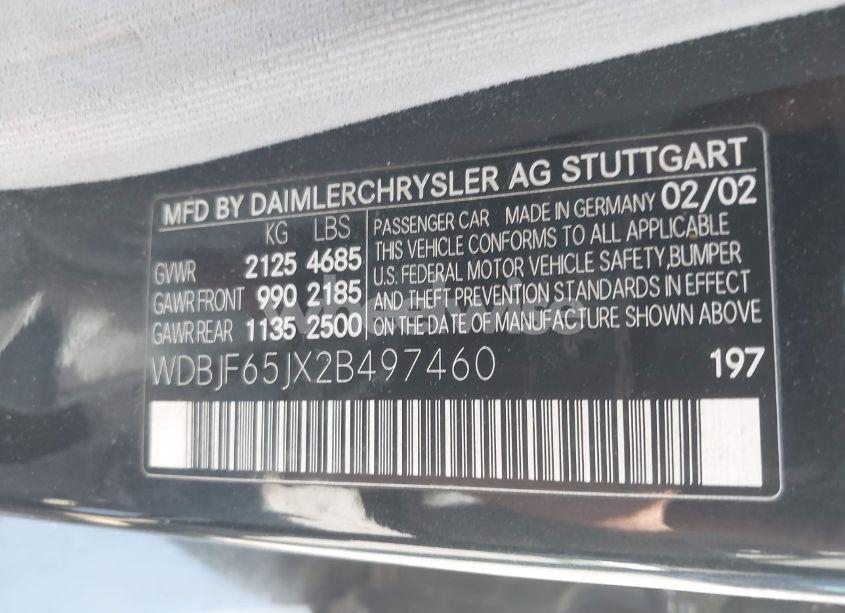 MFD BY DAIMLERCHRYSLER AG STUTTGART
KG LBS
GVWR 2125 4685
GAWR FRONT 990 2185
GAWR REAR 1135 2500
PASSENGER CAR MADE IN GERMANY 02/02
THIS VEHICLE CONFORMS TO ALL APPLICABLE
U.S. FEDERAL MOTOR VEHICLE SAFETY, BUMPER
AND THEFT PREVENTION STANDARDS IN EFFECT
ON THE DATE OF MANUFACTURE SHOWN ABOVE
WDBJF65JX2B497460 197